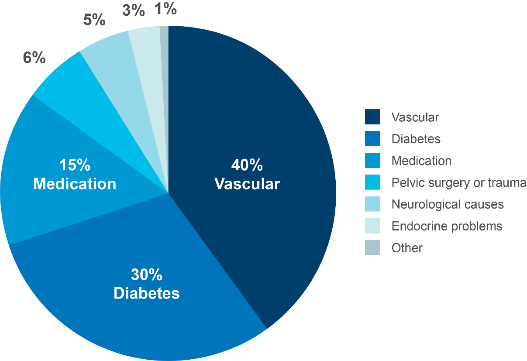 5%
3%
1%
6%
15%
Medication
40%
Vascular
30%
Diabetes
Vascular
Diabetes
Medication
Pelvic surgery or trauma
Neurological causes
Endocrine problems
Other